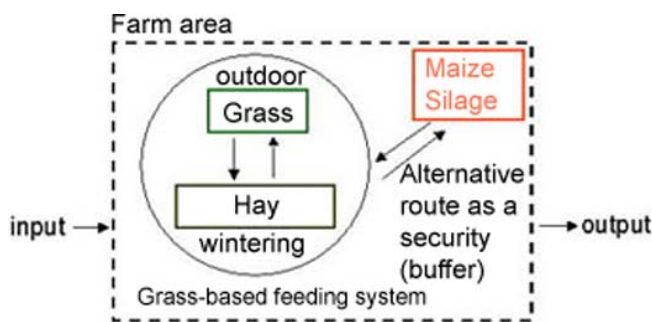 Farm area
outdoor
Grass
Maize
Silage
Hay
wintering
Alternative
route as a
security
(buffer)
input
output
Grass-based feeding system